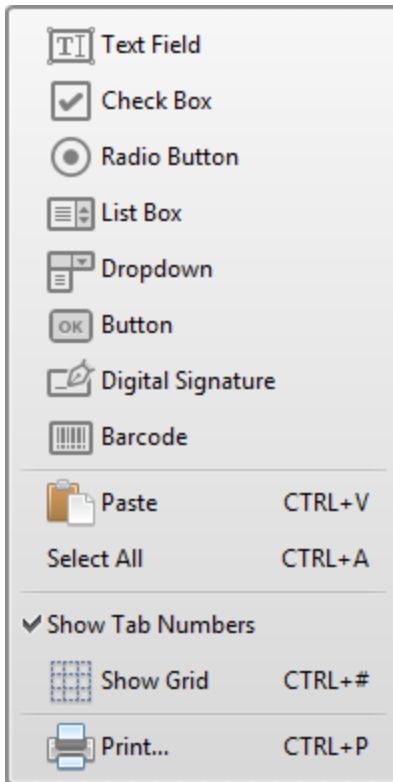 Text Field
Check Box
Radio Button
List Box
Dropdown
OK Button
Digital Signature
Barcode
Paste CTRL+V
Select All CTRL+A
Show Tab Numbers
Show Grid CTRL+#
Print... CTRL+P